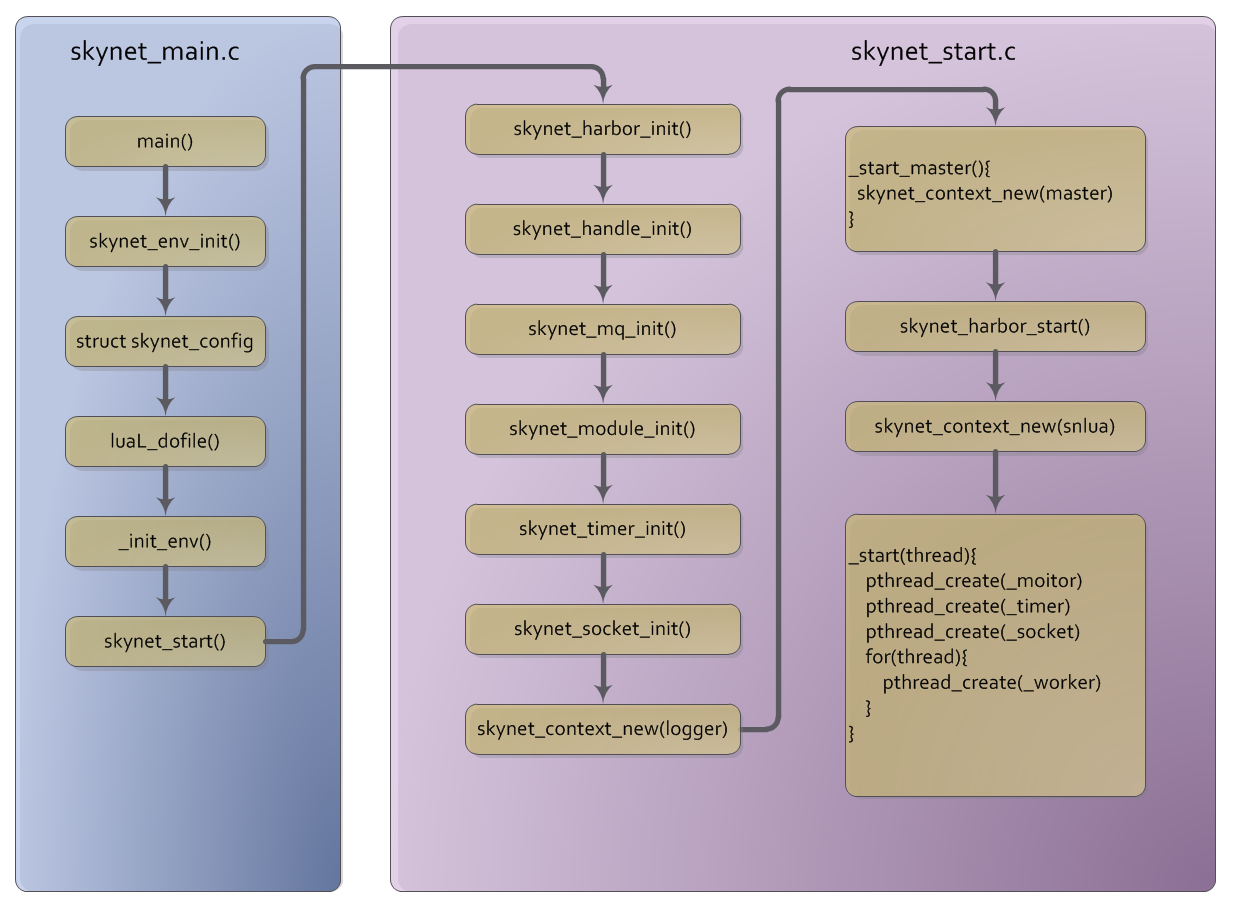 skynet_main.c
main()
skynet_env_init()
struct skynet_config
luaL_dofile()
_init_env()
skynet_start()
skynet_start.c
skynet_harbor_init()
skynet_handle_init()
skynet_mq_init()
skynet_module_init()
skynet_timer_init()
skynet_socket_init()
skynet_context_new(logger)
_start_master(){
skynet_context_new(master)
}
skynet_harbor_start()
skynet_context_new(snlua)
_start(thread){
pthread_create(_moitor)
pthread_create(_timer)
pthread_create(_socket)
for(thread){
pthread_create(_worker)
}
}